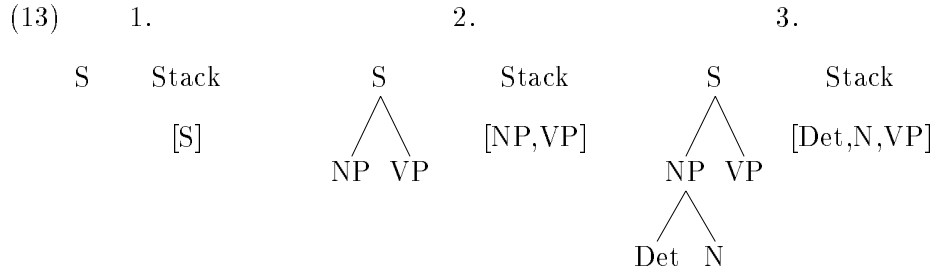 (13) 1. 2. 3.
S Stack S Stack S Stack
[S] [NP,VP] [Det,N,VP]
NP VP NP VP
Det N